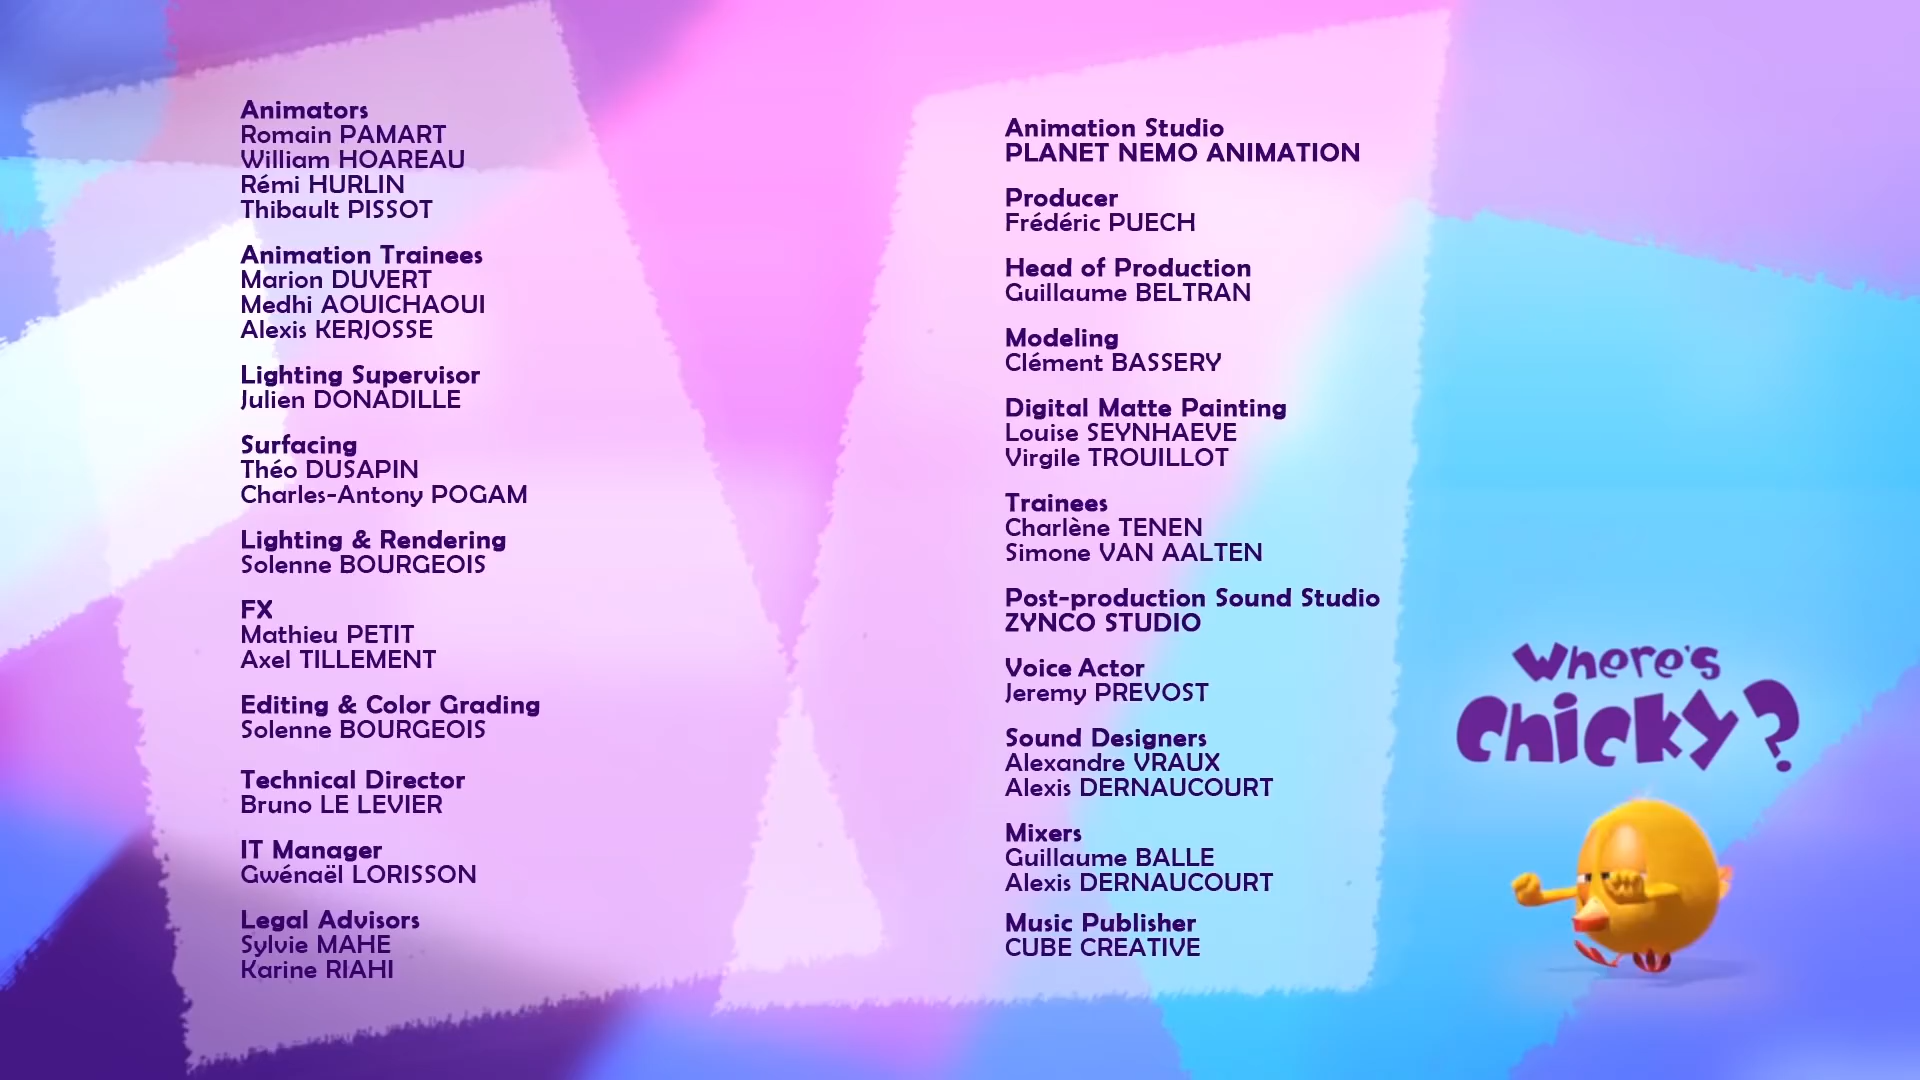 Animators
Romain PAMART
William HOAREAU
Rémi HURLIN
Thibault PISSOT
Animation Trainees
Marion DUVERT
Medhi AOUICHAOUI
Alexis KERJOSSE
Lighting Supervisor
Julien DONADILLE
Surfacing
Théo DUSAPIN
Charles-Antony POGAM
Lighting & Rendering
Solenne BOURGEOIS
FX
Mathieu PETIT
Axel TILLEMENT
Editing & Color Grading
Solenne BOURGEOIS
Technical Director
Bruno LE LEVIER
IT Manager
Gwénaël LORISSON
Legal Advisors
Sylvie MAHE
Karine RIAHI
Animation Studio
PLANET NEMO ANIMATION
Producer
Frédéric PUECH
Head of Production
Guillaume BELTRAN
Modeling
Clément BASSERY
Digital Matte Painting
Louise SEYNHAEVE
Virgile TROUILLOT
Trainees
Charlène TENEN
Simone VAN AALTEN
Post-production Sound Studio
ZYNCO STUDIO
Voice Actor
Jeremy PREVOST
Sound Designers
Alexandre VRAUX
Alexis DERNAUCOURT
Mixers
Guillaume BALLE
Alexis DERNAUCOURT
Music Publisher
CUBE CREATIVE
Where's
Chicky?